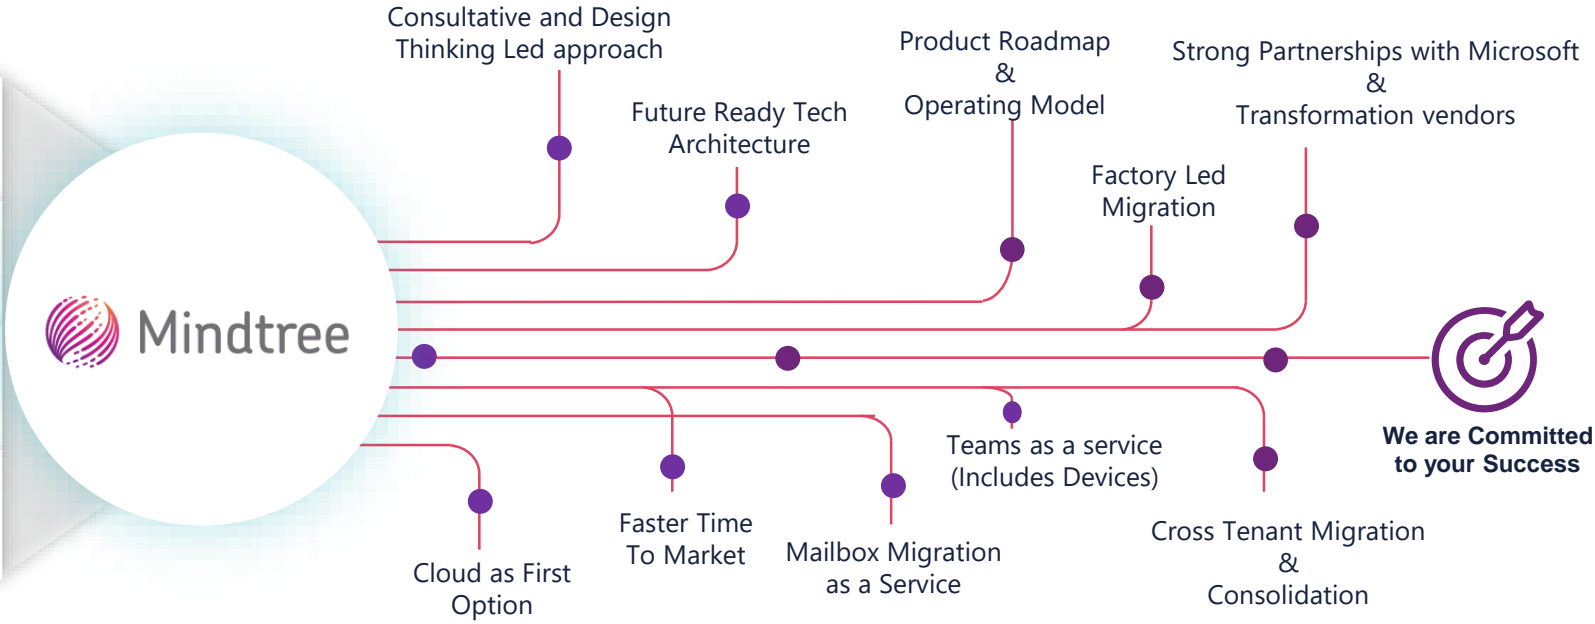 Consultative and Design
Thinking Led approach
Future Ready Tech
Architecture
Product Roadmap
&
Operating Model
Factory Led
Migration
Strong Partnerships with Microsoft
&
Transformation vendors
Mindtree
We are Committed
to your Success
Cloud as First
Option
Faster Time
To Market
Mailbox Migration
as a Service
Teams as a service
(Includes Devices)
Cross Tenant Migration
&
Consolidation